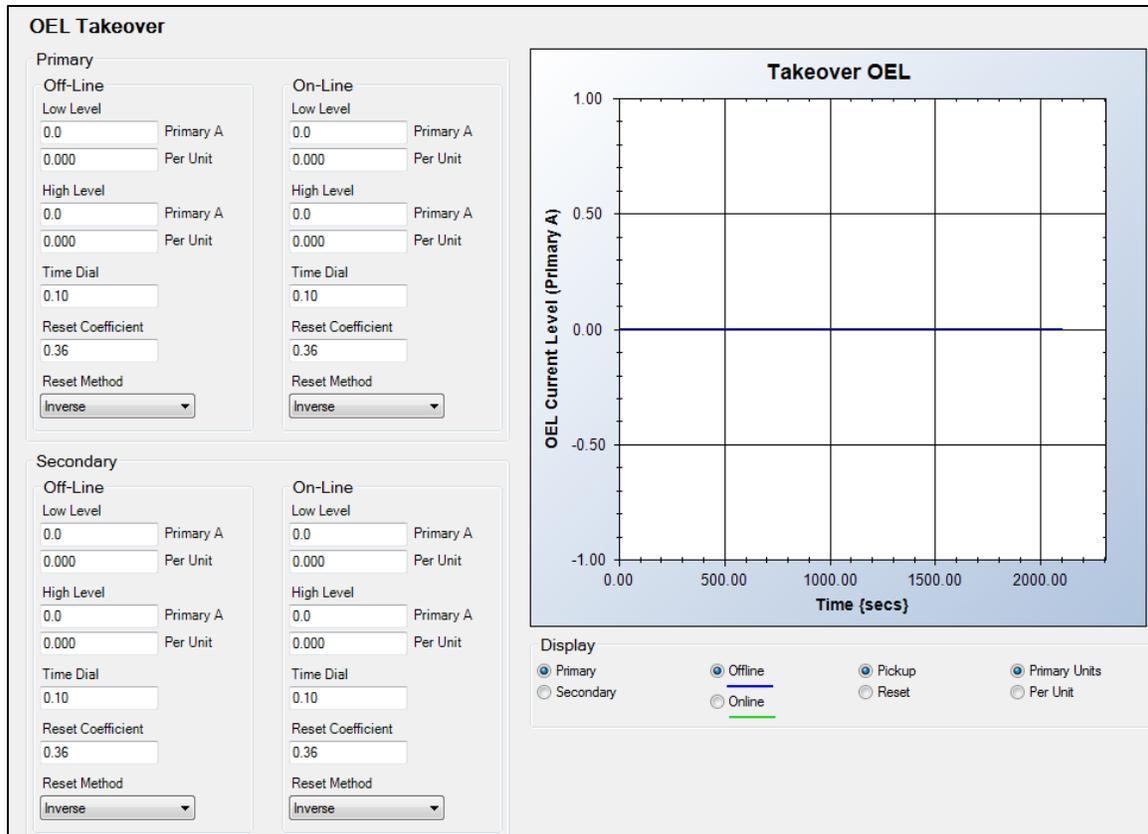 OEL Takeover
Primary
Off-Line
Low Level
0.0 Primary A
0.000 Per Unit
High Level
0.0 Primary A
0.000 Per Unit
Time Dial
0.10
Reset Coefficient
0.36
Reset Method
Inverse
On-Line
Low Level
0.0 Primary A
0.000 Per Unit
High Level
0.0 Primary A
0.000 Per Unit
Time Dial
0.10
Reset Coefficient
0.36
Reset Method
Inverse
Secondary
Off-Line
Low Level
0.0 Primary A
0.000 Per Unit
High Level
0.0 Primary A
0.000 Per Unit
Time Dial
0.10
Reset Coefficient
0.36
Reset Method
Inverse
On-Line
Low Level
0.0 Primary A
0.000 Per Unit
High Level
0.0 Primary A
0.000 Per Unit
Time Dial
0.10
Reset Coefficient
0.36
Reset Method
Inverse
Takeover OEL
OEL Current Level (Primary A)
1.00
0.50
0.00
-0.50
-1.00
0.00 500.00 1000.00 1500.00 2000.00
Time {secs}
Display
Primary Offline Pickup Primary Units
Secondary Online Reset Per Unit